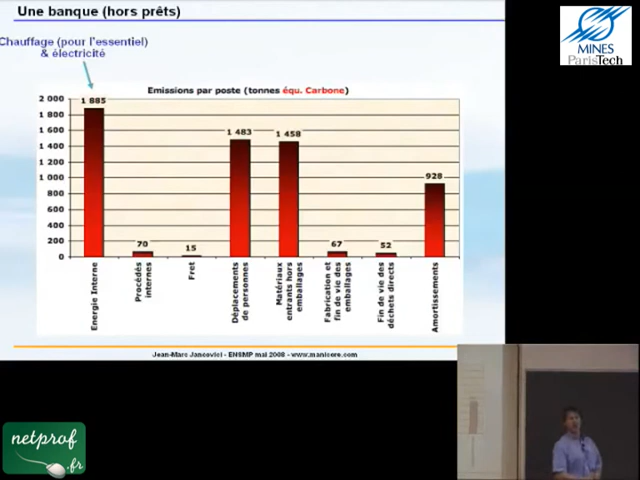 Une banque (hors prêts)
MINES
ParisTech
Chauffage (pour l'essentiel)
& électricité
Emissions par poste (tonnes équ. Carbone)
2 000
1 800
1 600
1 400
1 200
1 000
800
600
400
200
0
1 885
70
15
1 483
1 458
67
52
928
Energie Interne
Procédés
internes
Fret
Déplacements
de personnes
Matériaux
entrants hors
emballages
Fabrication et
fin de vie des
emballages
Fin de vie des
déchets directs
Amortissements
Jean-Marc Jancovici - ENSMP mai 2008 - www.manicore.com
netprof
.fr